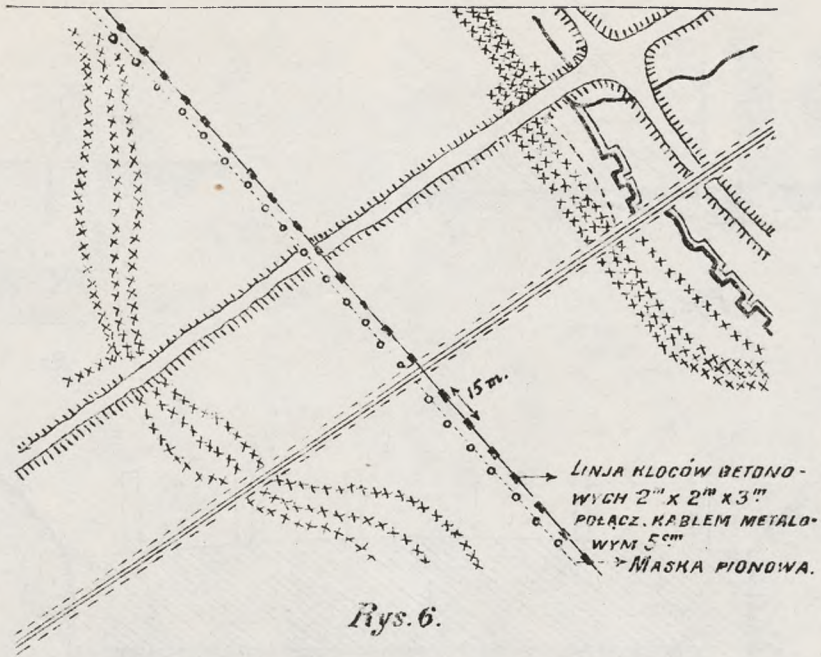 15 m.
LINJA KLOCÓW BETONO-
WYCH 2m x 2m x 3m
POŁĄCZ. KABLEM METALO-
WYM 5cm
MASKA PIONOWA.
Rys. 6.